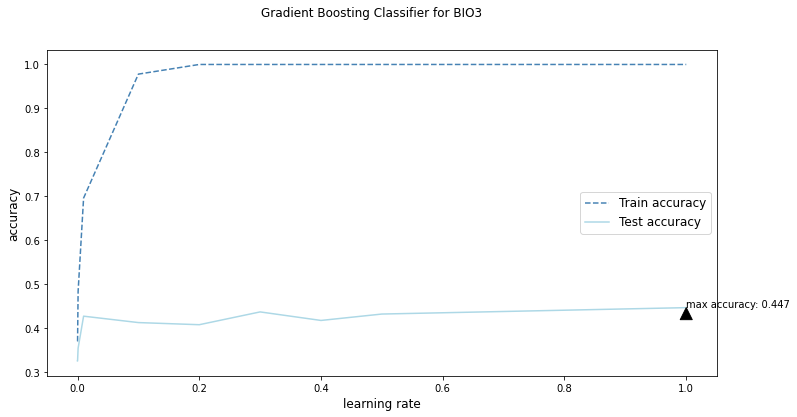 Gradient Boosting Classifier for BIO3
1.0
0.9
0.8
0.7
0.6
0.5
0.4
0.3
accuracy
Train accuracy
Test accuracy
max accuracy: 0.447
0.0 0.2 0.4 0.6 0.8 1.0
learning rate